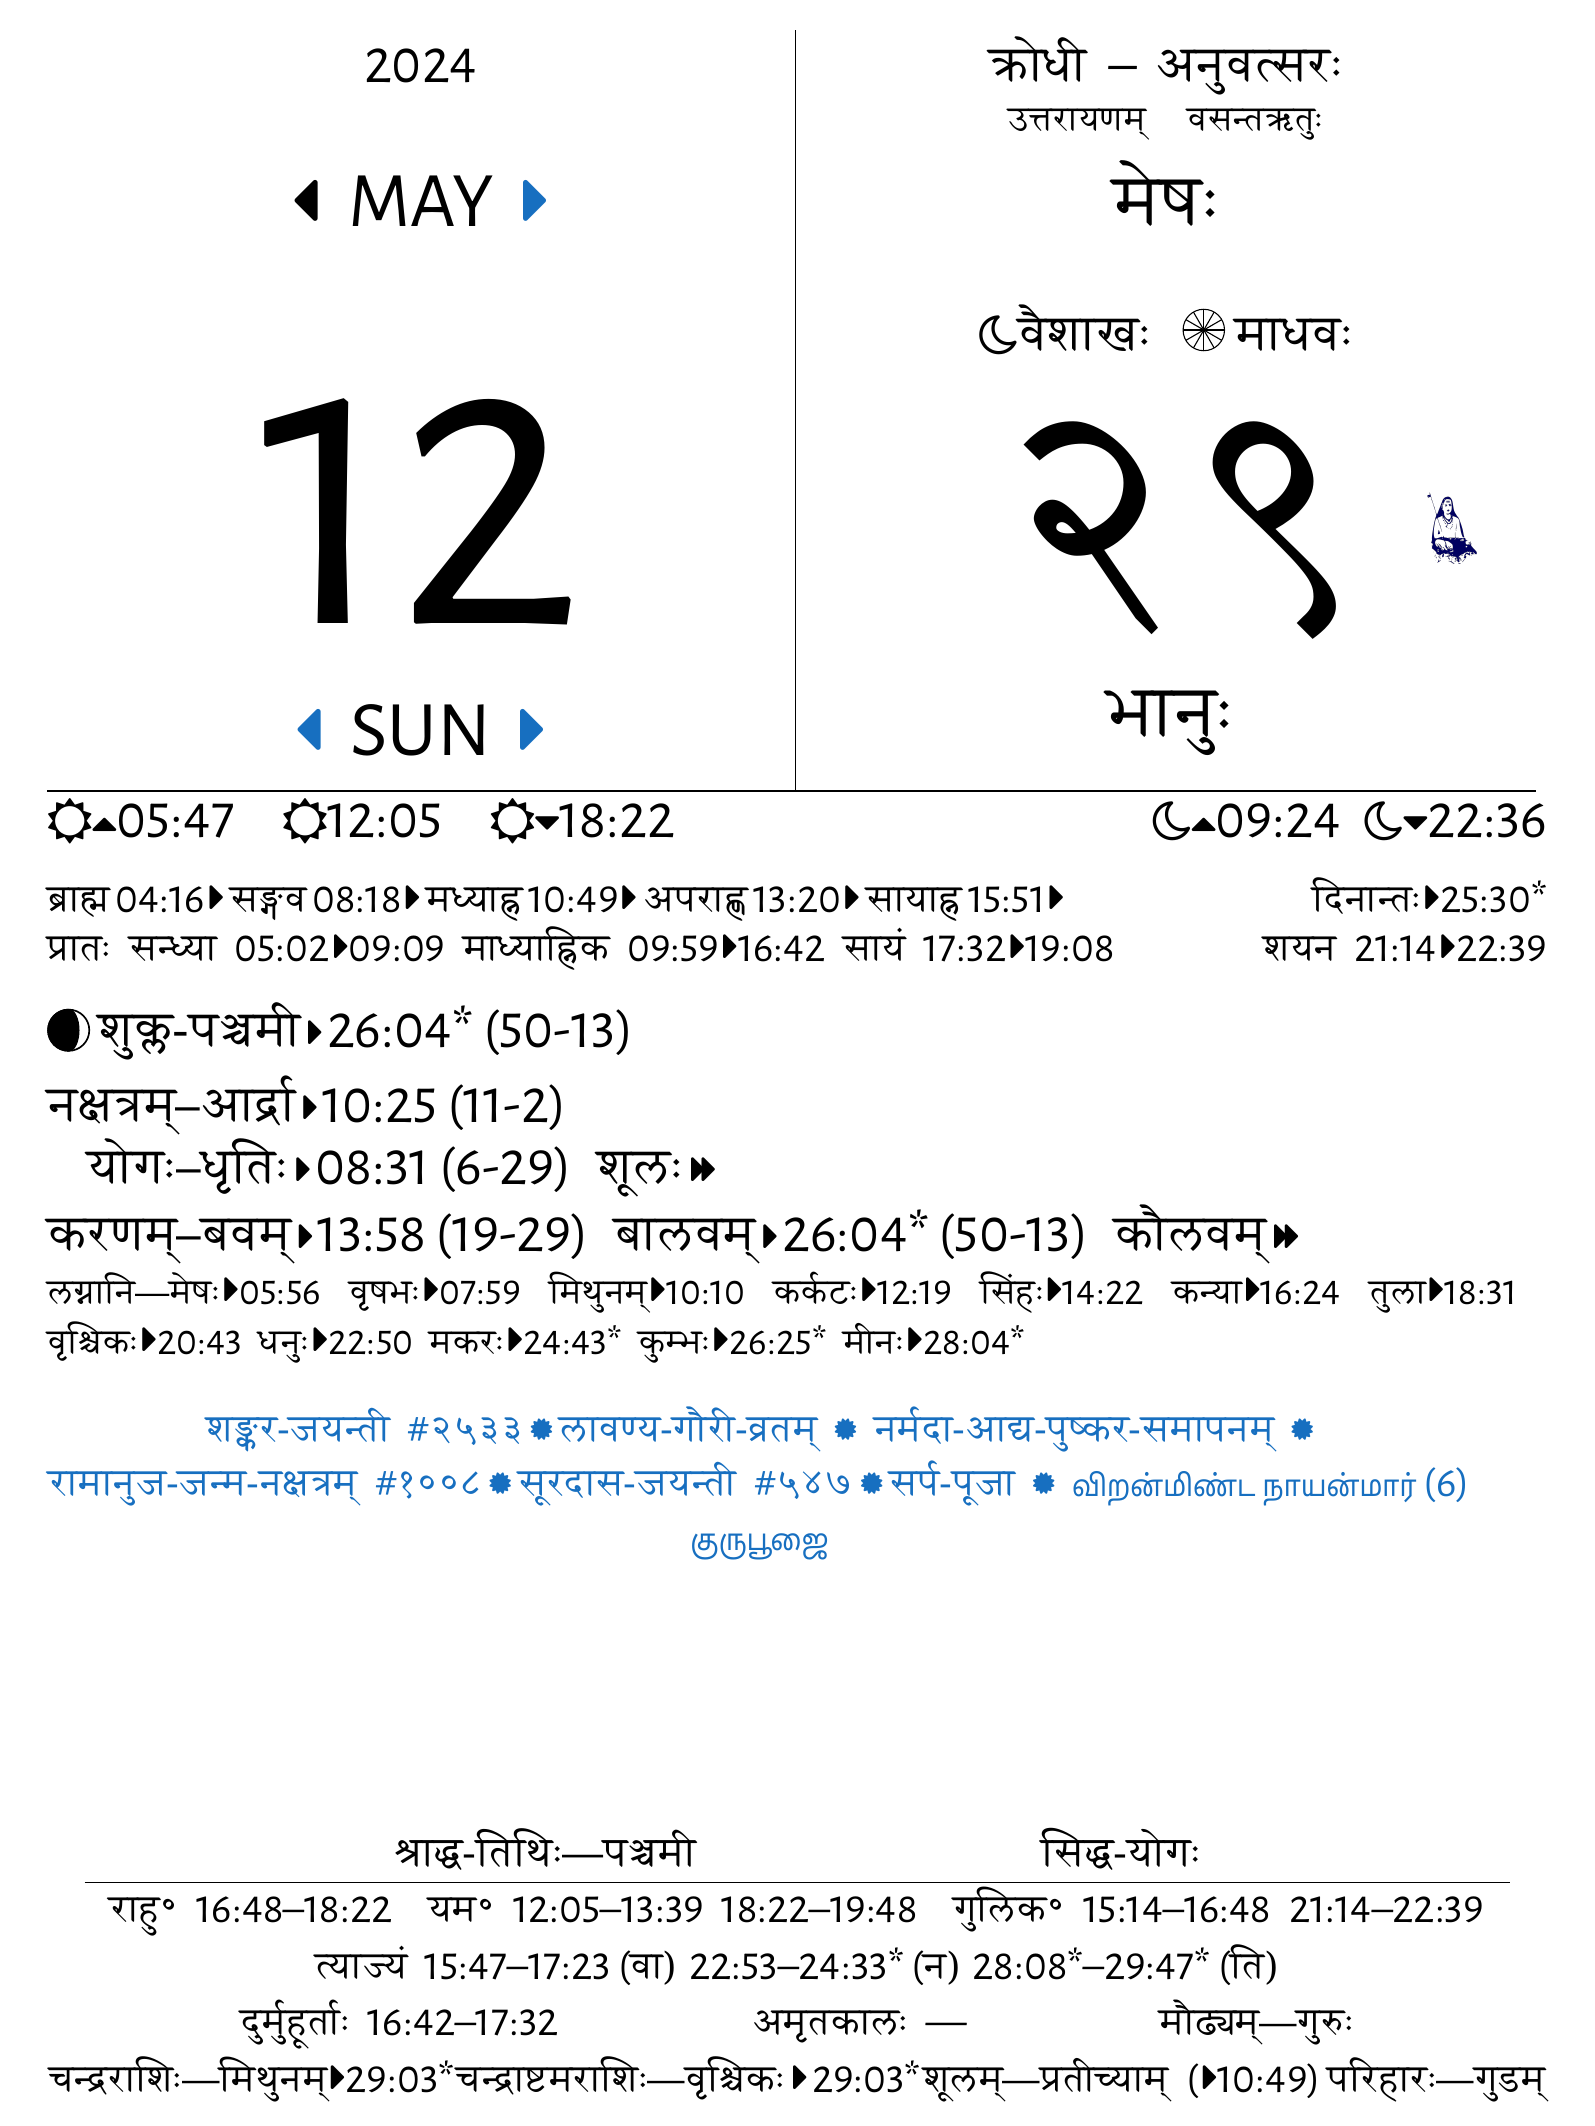 2024
MAY
12
SUN
क्रोधी – अनुवत्सरः
उत्तरायणम् वसन्तऋतुः
मेषः
वैशाखः माधवः
२९
भानुः
05:47 12:05 18:22 09:24 22:36
ब्राह्म 04:16 सङ्गव 08:18 मध्याह्न 10:49 अपराह्ण 13:20 सायाह्न 15:51 दिनान्तः 25:30*
प्रातः सन्ध्या 05:02 09:09 माध्याह्निक 09:59 16:42 सायं 17:32 19:08 शयन 21:14 22:39
शुक्ल-पञ्चमी 26:04* (50-13)
नक्षत्रम्–आर्द्रा 10:25 (11-2)
योगः–धृतिः 08:31 (6-29) शूलः
करणम्–बवम् 13:58 (19-29) बालवम् 26:04* (50-13) कौलवम्
लग्नानि—मेषः 05:56 वृषभः 07:59 मिथुनम् 10:10 कर्कटः 12:19 सिंहः 14:22 कन्या 16:24 तुला 18:31
वृश्चिकः 20:43 धनुः 22:50 मकरः 24:43* कुम्भः 26:25* मीनः 28:04*
शङ्कर-जयन्ती #२५३३ लावण्य-गौरी-व्रतम् नर्मदा-आद्य-पुष्कर-समापनम्
रामानुज-जन्म-नक्षत्रम् #१००८ सूरदास-जयन्ती #५४७ सर्प-पूजा விறன்மிண்ட நாயன்மார் (6)
குருபூஜை
श्राद्ध-तिथिः—पञ्चमी सिद्ध-योगः
राहु॰ 16:48–18:22 यम॰ 12:05–13:39 18:22–19:48 गुलिक॰ 15:14–16:48 21:14–22:39
त्याज्यं 15:47–17:23 (वा) 22:53–24:33* (न) 28:08*–29:47* (ति)
दुर्मुहूर्ताः 16:42–17:32 अमृतकालः — मौढ्यम्—गुरुः
चन्द्रराशिः—मिथुनम् 29:03* चन्द्राष्टमराशिः—वृश्चिकः 29:03* शूलम्—प्रतीच्याम् (10:49) परिहारः—गुडम्